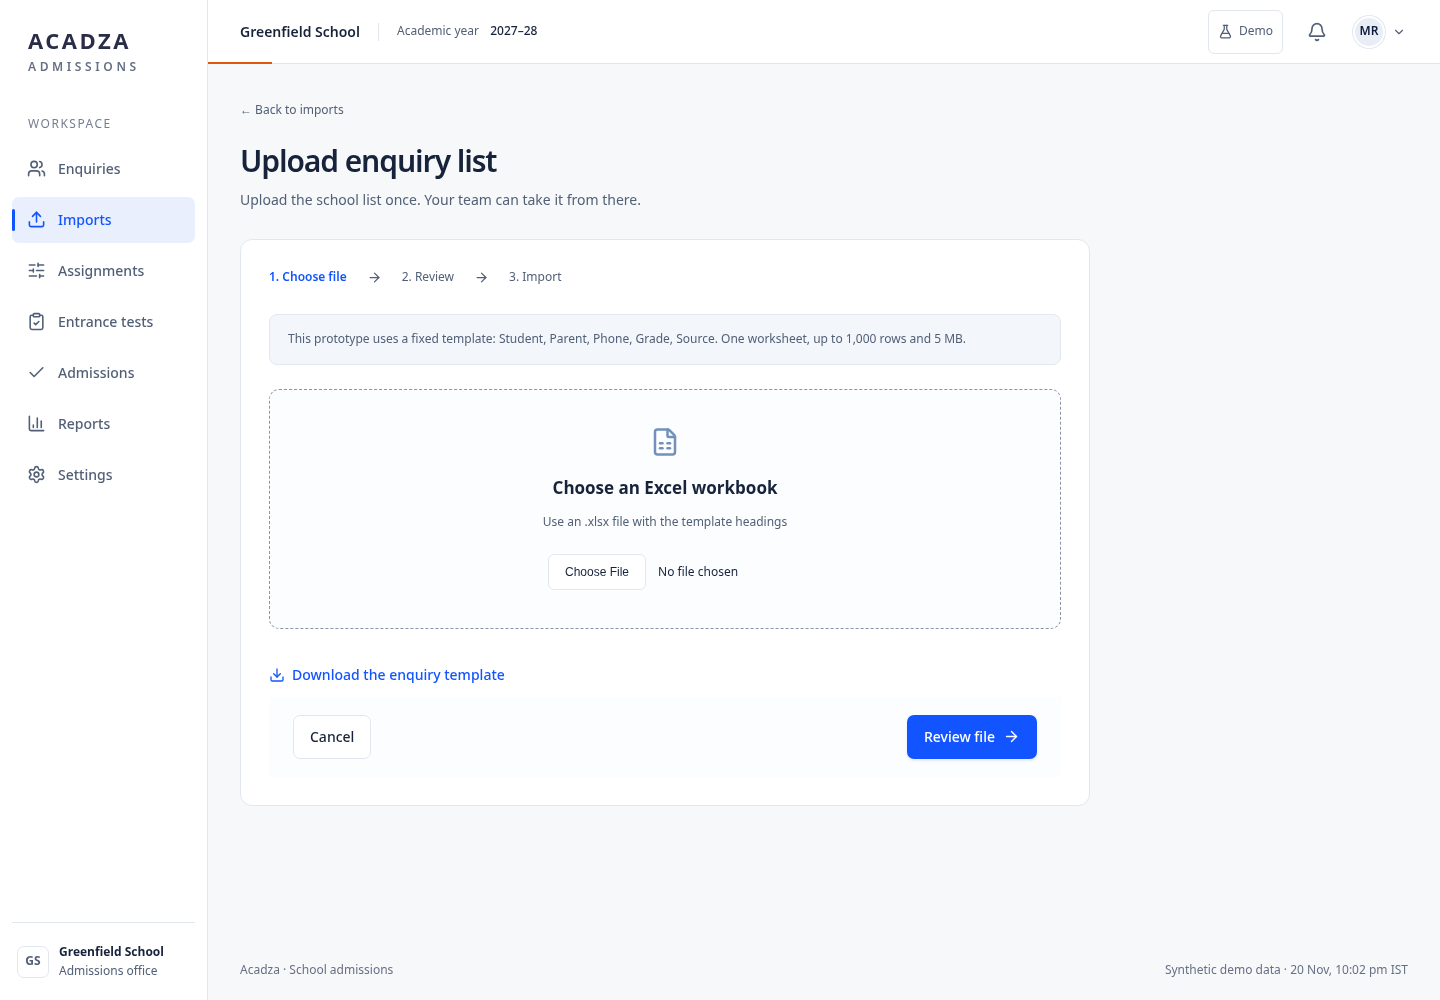 ACADZA
ADMISSIONS
WORKSPACE
Enquiries
Imports
Assignments
Entrance tests
Admissions
Reports
Settings
GS
Greenfield School
Admissions office
Greenfield School
Academic year 2027–28
Demo
MR
← Back to imports
Upload enquiry list
Upload the school list once. Your team can take it from there.
1. Choose file → 2. Review → 3. Import
This prototype uses a fixed template: Student, Parent, Phone, Grade, Source. One worksheet, up to 1,000 rows and 5 MB.
Choose an Excel workbook
Use an .xlsx file with the template headings
Choose File No file chosen
Download the enquiry template
Cancel
Review file →
Acadza · School admissions
Synthetic demo data · 20 Nov, 10:02 pm IST